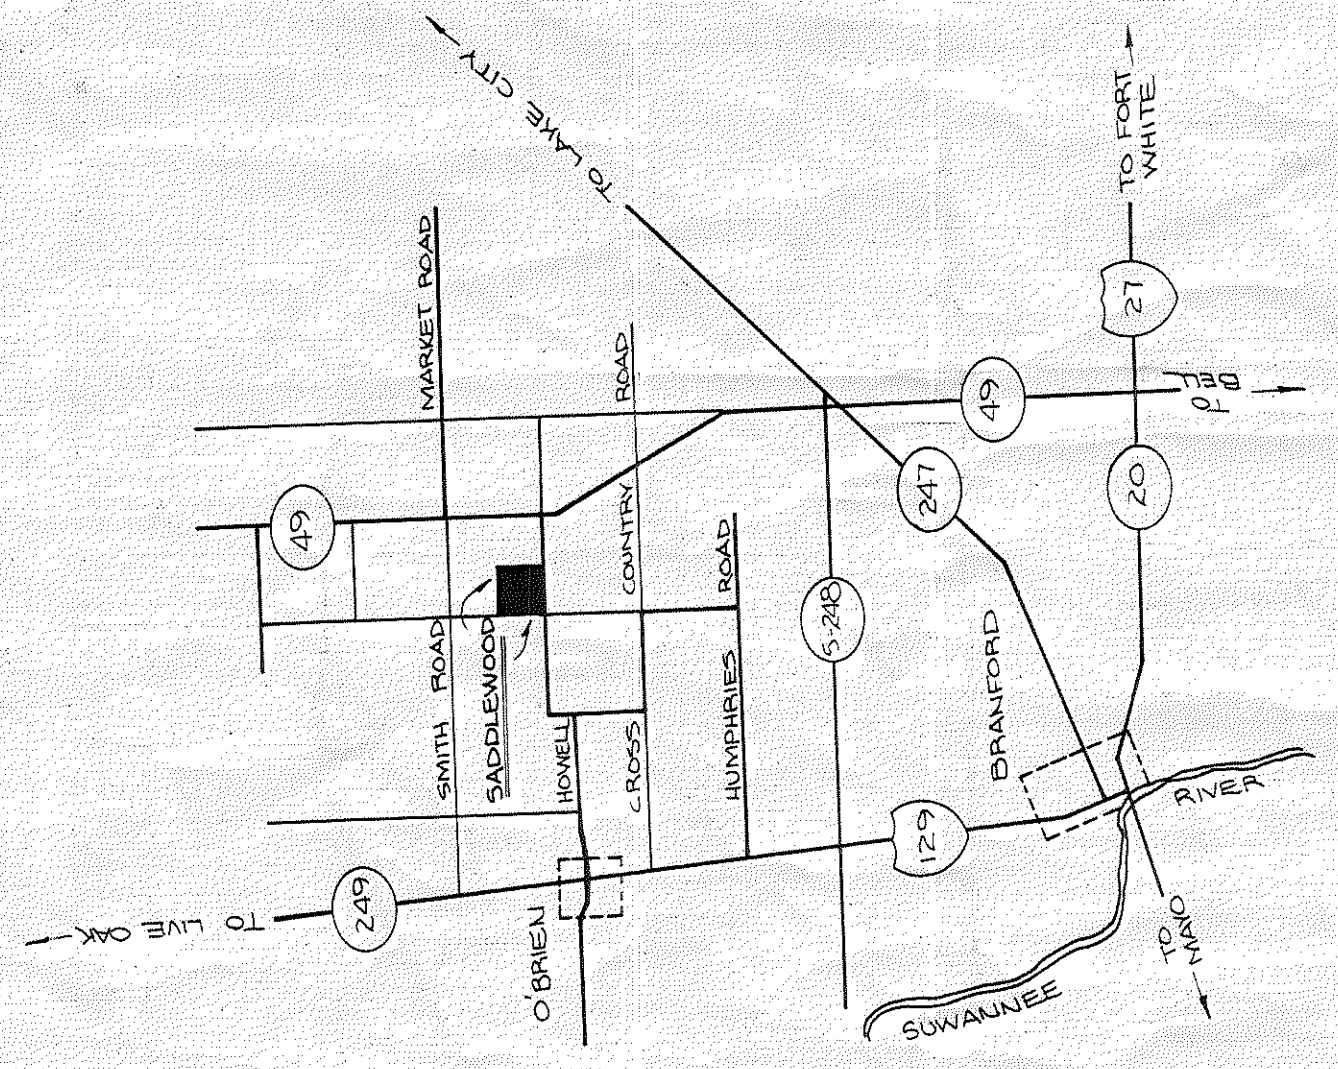 TO LAKE CITY
TO FORT
WHITE
MARKET ROAD
COUNTRY ROAD
27
TO
BELL
49
49
247
20
SMITH ROAD
SADDLEWOOD
HOWELL
CROSS
HUMPHRIES ROAD
S-248
BRANFORD
129
RIVER
TO LIVE OAK
249
O'BRIEN
SUWANNEE
TO
MAYO